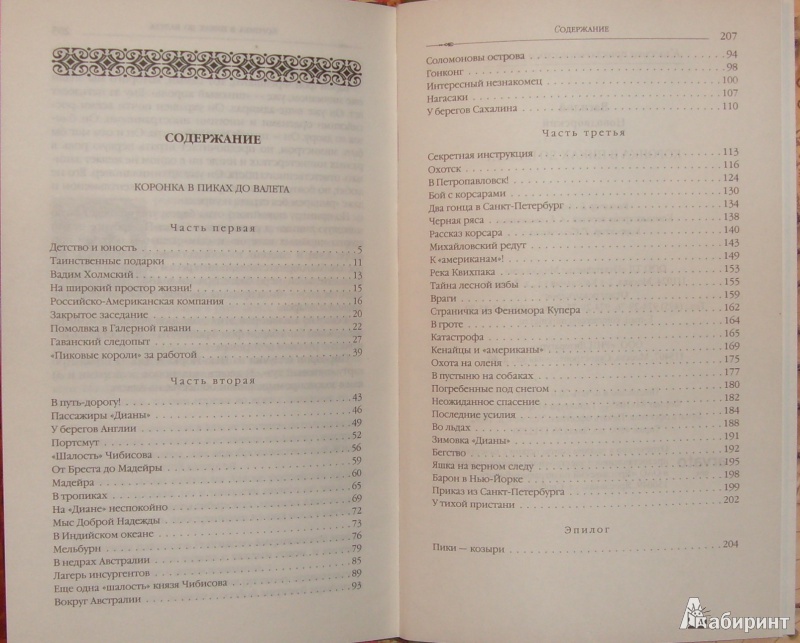 СОДЕРЖАНИЕ
КОРОНКА В ПИКАХ ДО ВАЛЕТА
Часть первая
Детство и юность 5
Таинственные подарки 11
Вадим Холмский 13
На широкий простор жизни! 15
Российско-Американская компания 16
Закрытое заседание 20
Помолвка в Галерной гавани 22
Гаванский следопыт 27
«Пиковые короли» за работой 39
Часть вторая
В путь-дорогу! 43
Пассажиры «Дианы» 46
У берегов Англии 49
Портсмут 52
«Шалость» Чибисова 56
От Бреста до Мадейры 59
Мадейра 60
В тропиках 65
На «Диане» неспокойно 69
Мыс Доброй Надежды 72
В Индийском океане 73
Мельбурн 76
В недрах Австралии 79
Лагерь инсургентов 85
Еще одна „шалость“ князя Чибисова 89
Вокруг Австралии 93
СОДЕРЖАНИЕ 207
Соломоновы острова 94
Гонконг 98
Интересный незнакомец 100
Нагасаки 107
У берегов Сахалина 110
Часть третья
Секретная инструкция 113
Охотск 116
В Петропавловск! 124
Бой с корсарами 130
Два гонца в Санкт-Петербург 134
Черная ряса 138
Рассказ корсара 140
Михайловский редут 143
К «американам»! 149
Река Квихпака 153
Тайна лесной избы 155
Враги 159
Страничка из Фенимора Купера 162
В гроте 164
Катастрофа 165
Кенайцы и «американы» 169
Охота на оленя 175
В пустыню на собаках 177
Погребенные под снегом 180
Неожиданное спасение 182
Последние усилия 184
Во льдах 188
Зимовка „Дианы“ 191
Бегство 192
Яшка на верном следу 195
Барон в Нью-Йорке 198
Приказ из Санкт-Петербурга 199
У тихой пристани 202
Эпилог
Пики — козыри 204
Лабиринт